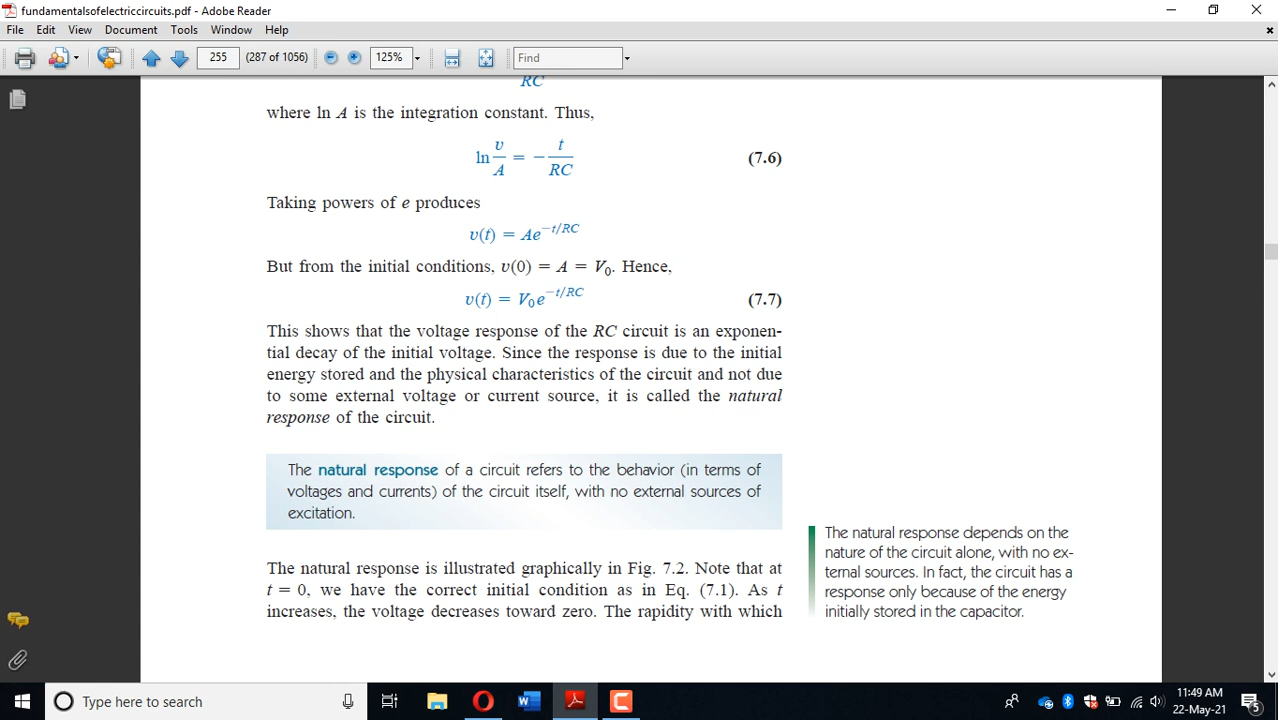 fundamentalsofelectriccircuits.pdf - Adobe Reader
File Edit View Document Tools Window Help
255 (287 of 1056) 125% Find
RC
where ln A is the integration constant. Thus,
ln v/A = − t/RC (7.6)
Taking powers of e produces
v(t) = Ae^−t/RC
But from the initial conditions, v(0) = A = V₀. Hence,
v(t) = V₀e^−t/RC (7.7)
This shows that the voltage response of the RC circuit is an exponen-
tial decay of the initial voltage. Since the response is due to the initial
energy stored and the physical characteristics of the circuit and not due
to some external voltage or current source, it is called the natural
response of the circuit.
The natural response of a circuit refers to the behavior (in terms of
voltages and currents) of the circuit itself, with no external sources of
excitation.
The natural response depends on the
nature of the circuit alone, with no ex-
ternal sources. In fact, the circuit has a
response only because of the energy
initially stored in the capacitor.
The natural response is illustrated graphically in Fig. 7.2. Note that at
t = 0, we have the correct initial condition as in Eq. (7.1). As t
increases, the voltage decreases toward zero. The rapidity with which
Type here to search
11:49 AM
22-May-21
5